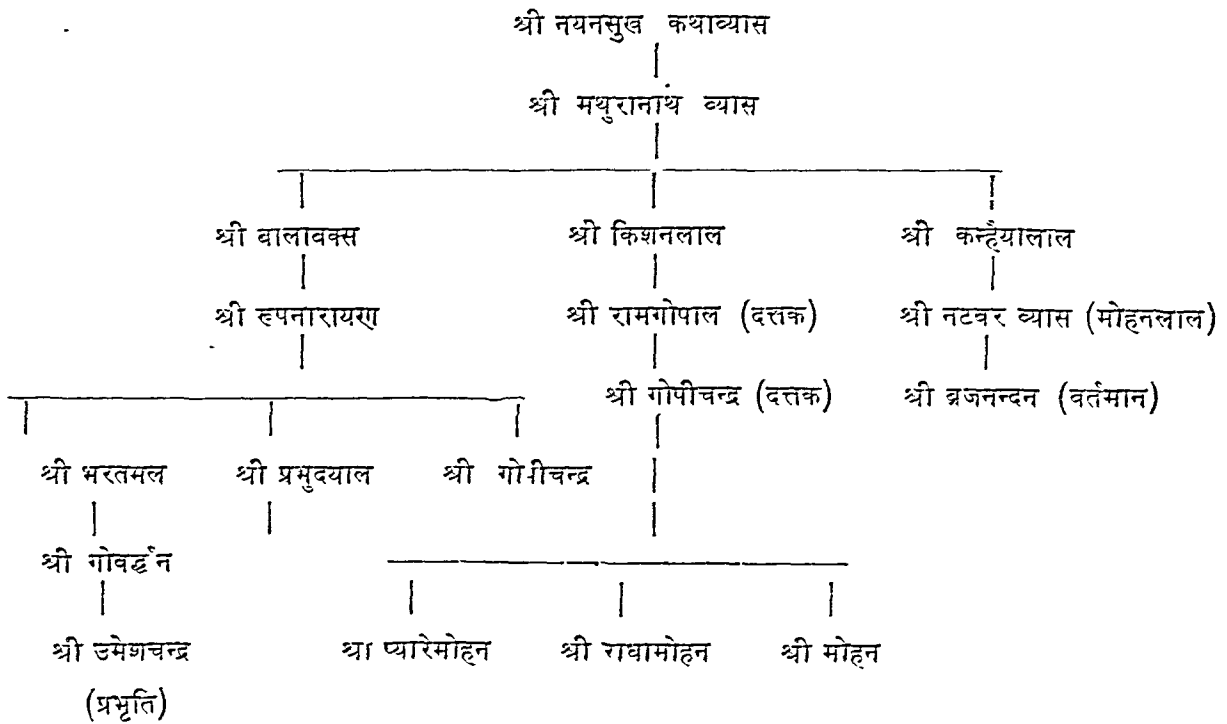 श्री नयनसुख कथाव्यास
श्री मथुरानाथ व्यास
श्री बालाबक्स श्री किशनलाल श्री कन्हैयालाल
श्री रूपनारायण श्री रामगोपाल (दत्तक) श्री नटवर व्यास (मोहनलाल)
श्री गोपीचन्द्र (दत्तक) श्री व्रजनन्दन (वर्तमान)
श्री भरतमल श्री प्रभुदयाल श्री गोपीचन्द्र
श्री गोवर्द्धन
श्री उमेशचन्द्र श्री प्यारेमोहन श्री राधामोहन श्री मोहन
(प्रभृति)